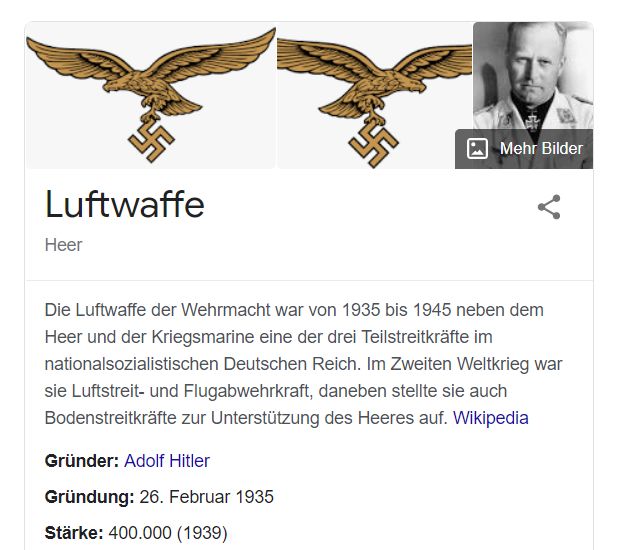 Mehr Bilder
Luftwaffe
Heer
Die Luftwaffe der Wehrmacht war von 1935 bis 1945 neben dem
Heer und der Kriegsmarine eine der drei Teilstreitkräfte im
nationalsozialistischen Deutschen Reich. Im Zweiten Weltkrieg war
sie Luftstreit- und Flugabwehrkraft, daneben stellte sie auch
Bodenstreitkräfte zur Unterstützung des Heeres auf. Wikipedia
Gründer: Adolf Hitler
Gründung: 26. Februar 1935
Stärke: 400.000 (1939)